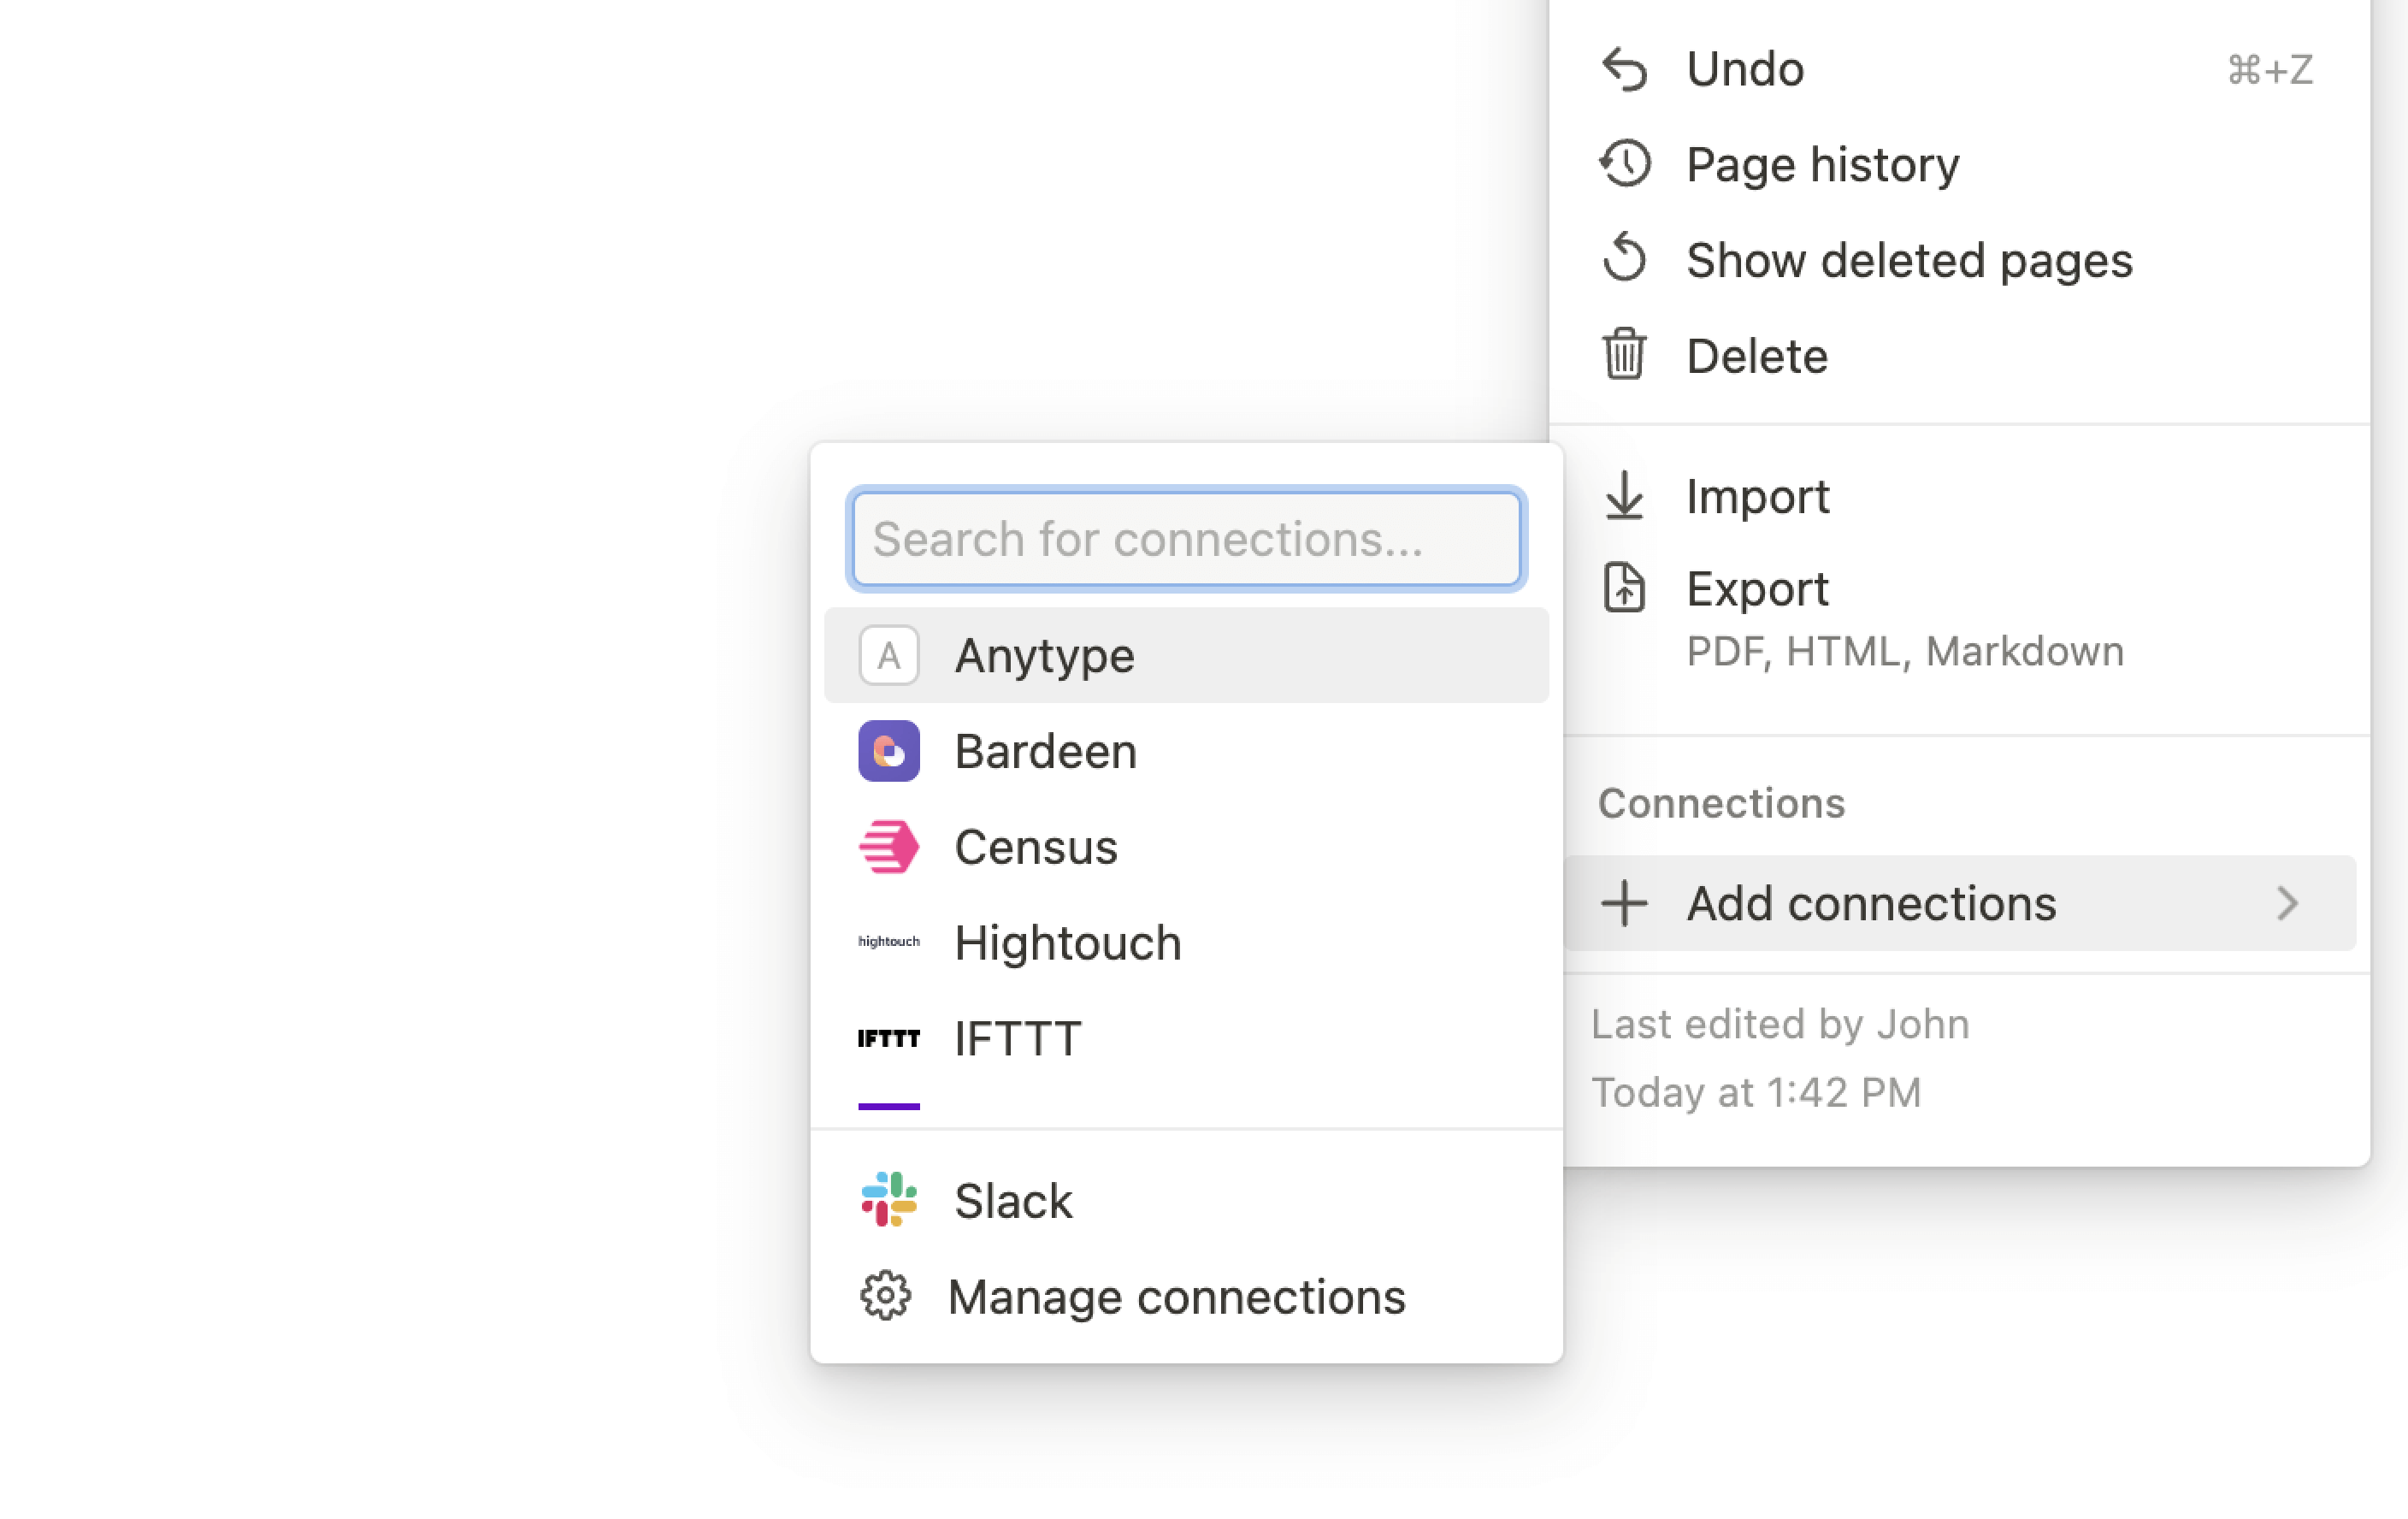 Undo ⌘+Z
Page history
Show deleted pages
Delete
Import
Export
PDF, HTML, Markdown
Connections
Add connections
Last edited by John
Today at 1:42 PM
Search for connections...
A Anytype
Bardeen
Census
hightouch Hightouch
IFTTT IFTTT
Slack
Manage connections